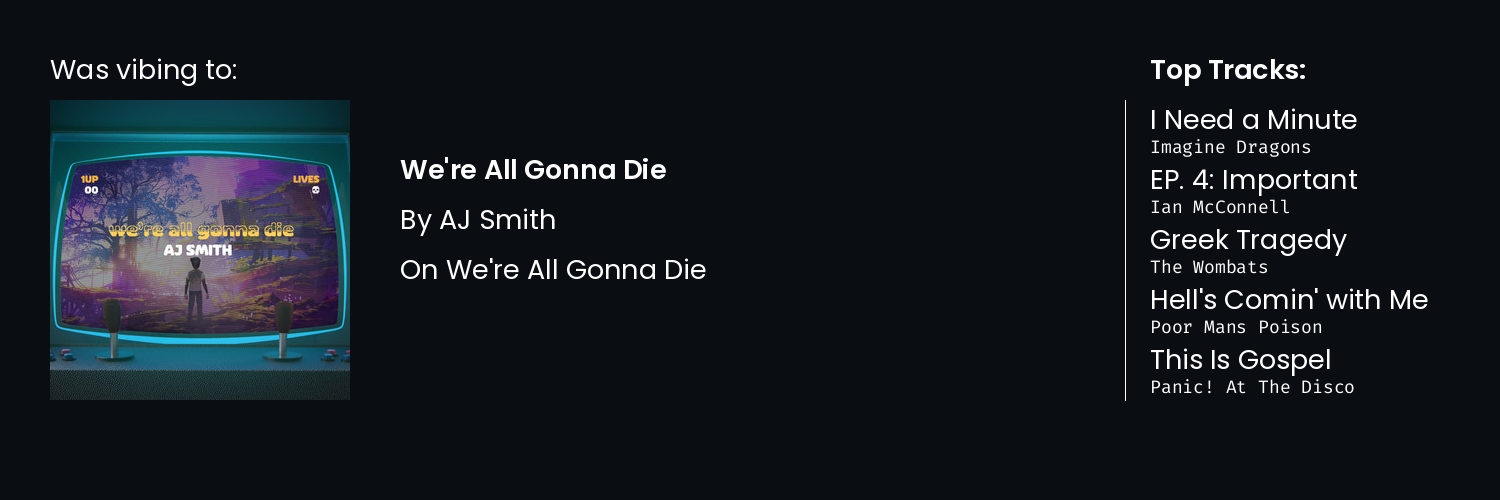 Was vibing to:
1UP
00
LIVES
we're all gonna die
AJ SMITH
We're All Gonna Die
By AJ Smith
On We're All Gonna Die
Top Tracks:
I Need a Minute
Imagine Dragons
EP. 4: Important
Ian McConnell
Greek Tragedy
The Wombats
Hell's Comin' with Me
Poor Mans Poison
This Is Gospel
Panic! At The Disco